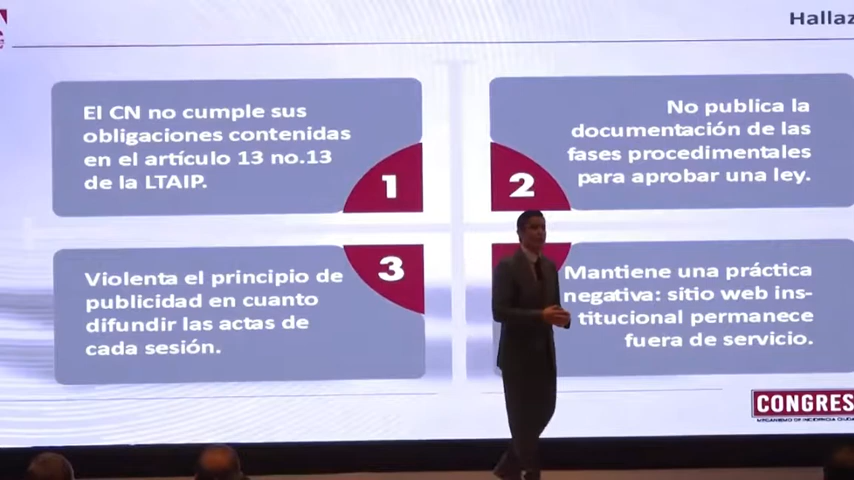 Hallaz
El CN no cumple sus
obligaciones contenidas
en el artículo 13 no.13
de la LTAIP.
1
No publica la
documentación de las
fases procedimentales
para aprobar una ley.
2
Violenta el principio de
publicidad en cuanto
difundir las actas de
cada sesión.
3
Mantiene una práctica
negativa: sitio web ins-
titucional permanece
fuera de servicio.
CONGRES